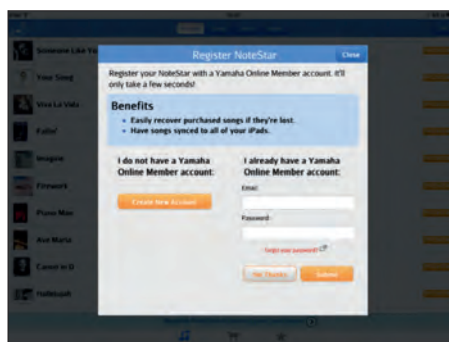 Register NoteStar
Close
Register your NoteStar with a Yamaha Online Member account. It'll
only take a few seconds!
Benefits
• Easily recover purchased songs if they're lost.
• Have songs synced to all of your iPads.
I do not have a Yamaha
Online Member account:
Create New Account
I already have a Yamaha
Online Member account:
Email:
Password:
Forgot your password?
No Thanks
Submit
Someone Like You
Your Song
Viva La Vida
Fallin'
Imagine
Firework
Piano Man
Ave Maria
Canon in D
Hallelujah